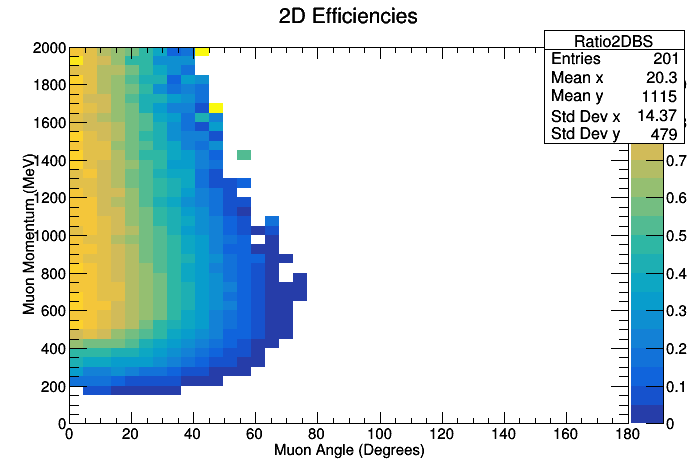 2D Efficiencies
Ratio2DBS
Entries 201
Mean x 20.3
Mean y 1115
Std Dev x 14.37
Std Dev y 479
Muon Momentum (MeV)
2000
1800
1600
1400
1200
1000
800
600
400
200
0
0 20 40 60 80 100 120 140 160 180
Muon Angle (Degrees)
0.7
0.6
0.5
0.4
0.3
0.2
0.1
0